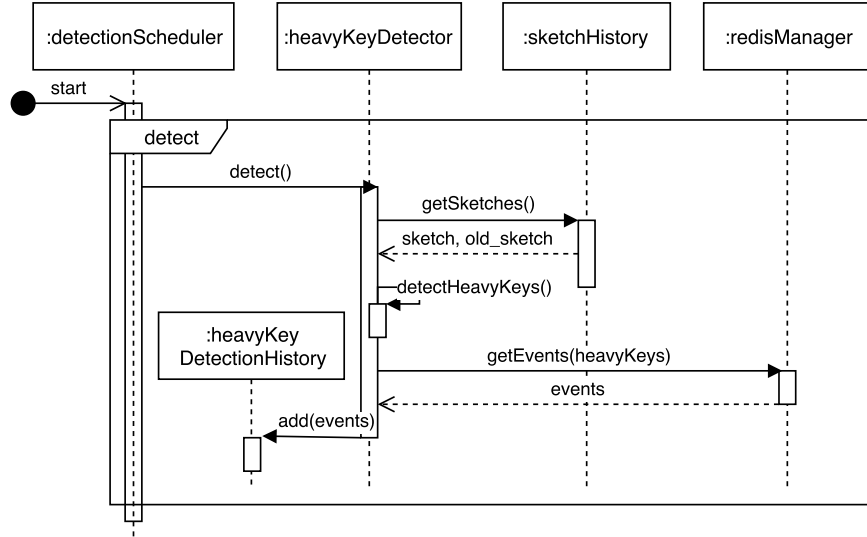 :detectionScheduler
:heavyKeyDetector
:sketchHistory
:redisManager
start
detect
detect()
getSketches()
sketch, old_sketch
detectHeavyKeys()
:heavyKey
DetectionHistory
getEvents(heavyKeys)
events
add(events)